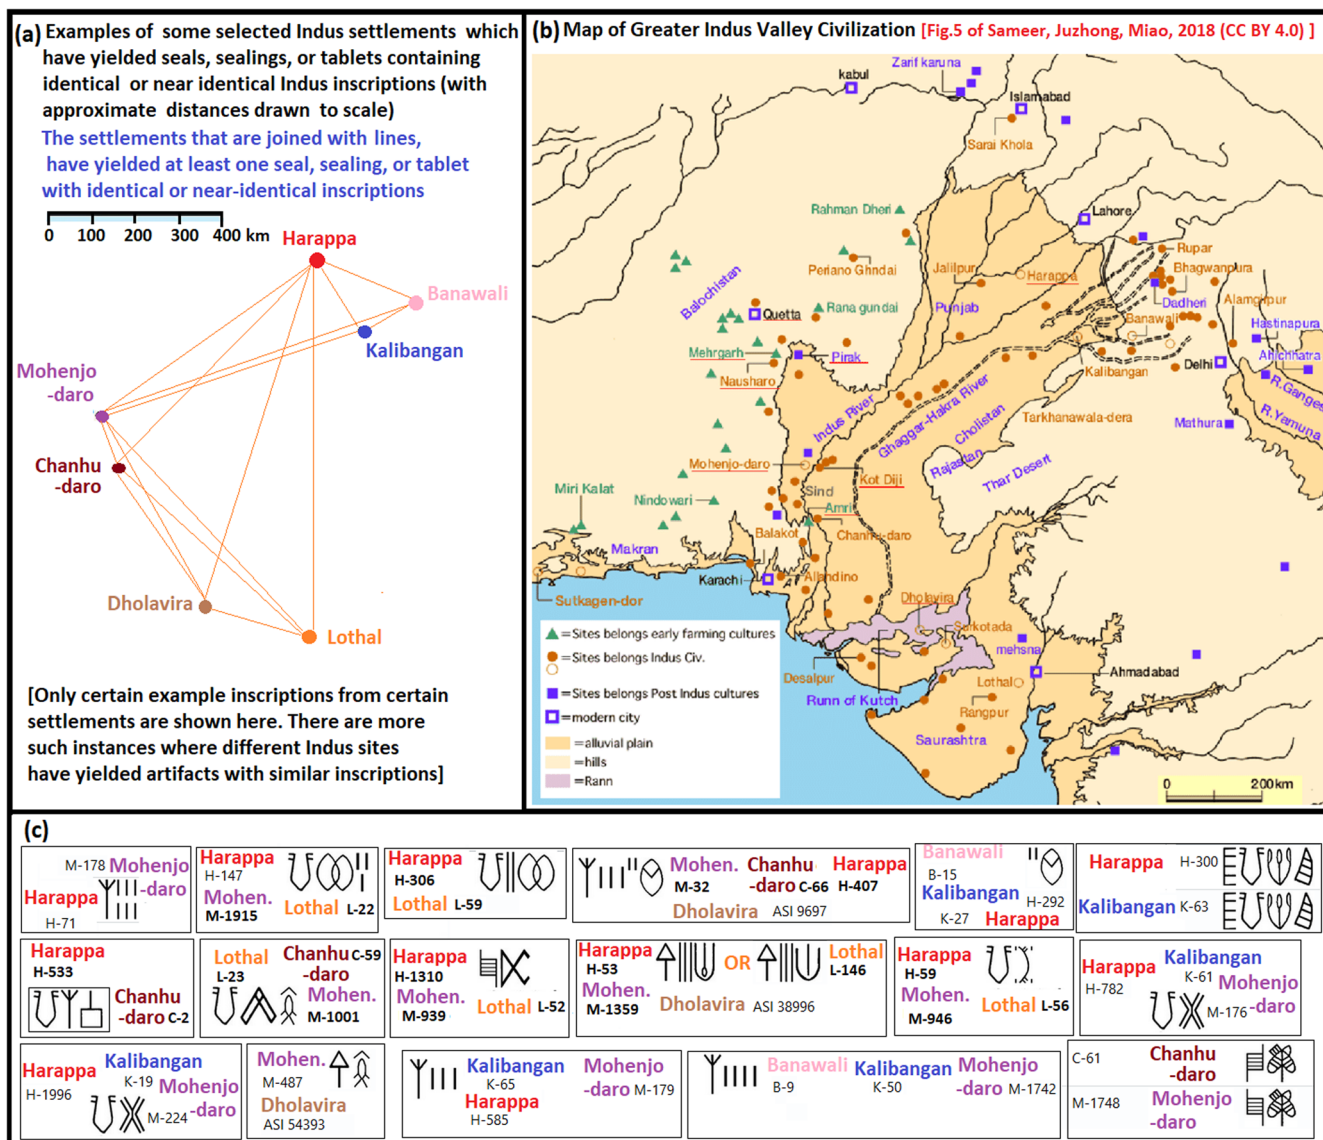 (a) Examples of some selected Indus settlements which
have yielded seals, sealings, or tablets containing
identical or near identical Indus inscriptions (with
approximate distances drawn to scale)
The settlements that are joined with lines,
have yielded at least one seal, sealing, or tablet
with identical or near-identical inscriptions
0 100 200 300 400 km
Harappa
Banawali
Kalibangan
Mohenjo
-daro
Chanhu
-daro
Dholavira
Lothal
[Only certain example inscriptions from certain
settlements are shown here. There are more
such instances where different Indus sites
have yielded artifacts with similar inscriptions]
(b) Map of Greater Indus Valley Civilization [Fig.5 of Sameer, Juzhong, Miao, 2018 (CC BY 4.0) ]
Zarif karuna
kabul
Islamabad
Sarai Khola
Rahman Dheri
Lahore
Periano Ghndai
Jalilpur
Harappa
Rupar
Bhagwanpura
Balochistan
Quetta
Rana gundai
Punjab
Dadheri
Alamghpur
Banawali
Hastinapura
Mehrgarh
Pirak
Nausharo
Kalibangan
Delhi
Ahichhatra
R.Ganges
R.Yamuna
Indus River
Ghaggar-Hakra River
Cholistan
Tarkhanawala-dera
Mathura
Mohenjo-daro
Kot Diji
Rajastan
Thar Desert
Miri Kalat
Nindowari
Sind
Amri
Makran
Balakot
Chanhu-daro
Karachi
Allahdino
Sutkagen-dor
Dholavira
Surkotada
mehsna
Desalpur
Runn of Kutch
Lothal
Ahmadabad
Rangpur
Saurashtra
=Sites belongs early farming cultures
=Sites belongs Indus Civ.
=Sites belongs Post Indus cultures
=modern city
=alluvial plain
=hills
=Rann
0 200km
(c)
M-178 Mohenjo
-daro
Harappa
H-71
Harappa
H-147
Mohen.
M-1915 Lothal L-22
Harappa
H-306
Lothal L-59
Mohen. Chanhu Harappa
M-32 -daro C-66 H-407
Dholavira ASI 9697
Banawali
B-15
Kalibangan H-292
K-27 Harappa
Harappa H-300
Kalibangan K-63
Harappa
H-533
Chanhu
-daro C-2
Lothal Chanhu C-59
L-23 -daro
Mohen.
M-1001
Harappa
H-1310
Mohen.
M-939 Lothal L-52
Harappa Lothal
H-53 OR L-146
Mohen.
M-1359 Dholavira ASI 38996
Harappa
H-59
Mohen.
M-946 Lothal L-56
Harappa Kalibangan
H-782 K-61 Mohenjo
M-176 -daro
Harappa Kalibangan
H-1996 K-19 Mohenjo
M-224 -daro
Mohen.
M-487
Dholavira
ASI 54393
Kalibangan Mohenjo
K-65 -daro M-179
Harappa
H-585
Banawali Kalibangan Mohenjo
B-9 K-50 -daro M-1742
C-61 Chanhu
-daro
M-1748 Mohenjo
-daro